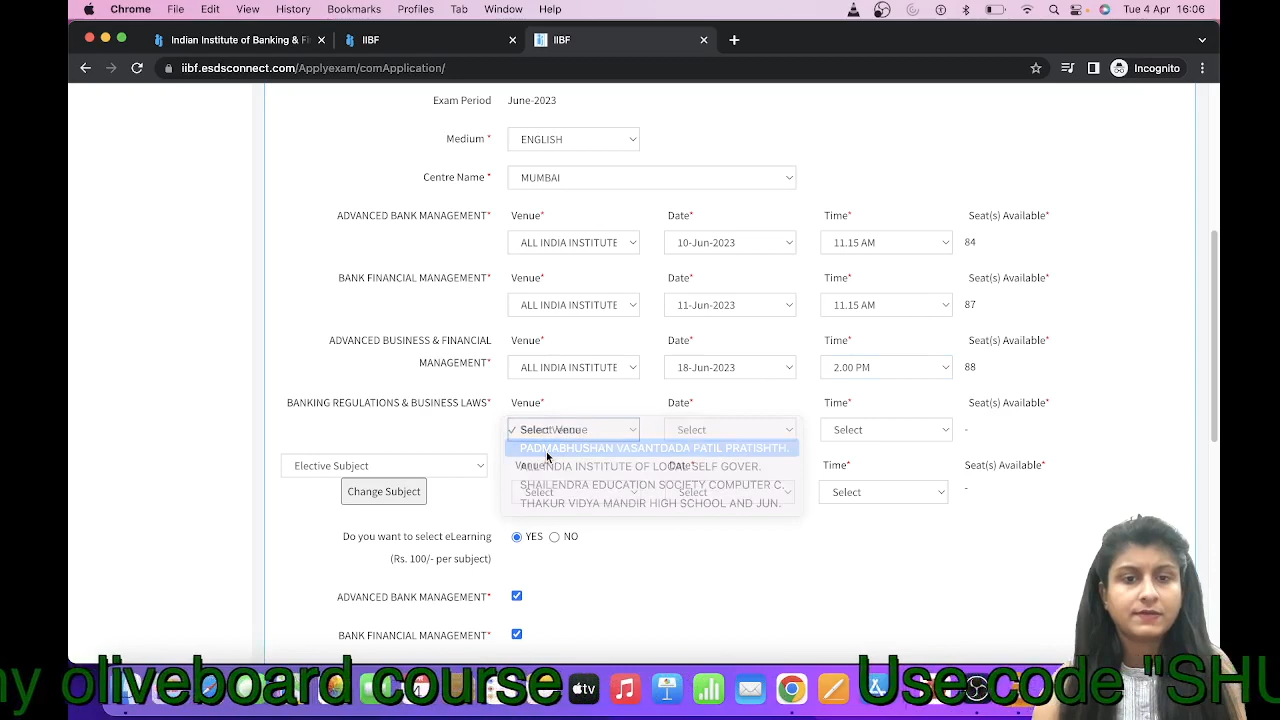 Chrome File Edit View History Bookmarks Profiles Tab Window Help Tue 4 Apr 16:06
Indian Institute of Banking & Fi IIBF IIBF
iibf.esdsconnect.com/Applyexam/comApplication/ Incognito
Exam Period June-2023
Medium * ENGLISH
Centre Name * MUMBAI
ADVANCED BANK MANAGEMENT* Venue* Date* Time* Seat(s) Available*
ALL INDIA INSTITUTE 10-Jun-2023 11.15 AM 84
BANK FINANCIAL MANAGEMENT* Venue* Date* Time* Seat(s) Available*
ALL INDIA INSTITUTE 11-Jun-2023 11.15 AM 87
ADVANCED BUSINESS & FINANCIAL Venue* Date* Time* Seat(s) Available*
MANAGEMENT* ALL INDIA INSTITUTE 18-Jun-2023 2.00 PM 88
BANKING REGULATIONS & BUSINESS LAWS* Venue* Date* Time* Seat(s) Available*
Select Venue Select Select -
PADMABHUSHAN VASANTDADA PATIL PRATISHTH.
Elective Subject Venue* Date* Time* Seat(s) Available*
ALL INDIA INSTITUTE OF LOCAL SELF GOVER.
SHAILENDRA EDUCATION SOCIETY COMPUTER C.
Change Subject Select Select Select -
THAKUR VIDYA MANDIR HIGH SCHOOL AND JUN.
Do you want to select eLearning YES NO
(Rs. 100/- per subject)
ADVANCED BANK MANAGEMENT*
BANK FINANCIAL MANAGEMENT*
ny oliveboard course Use code "SHU
tv